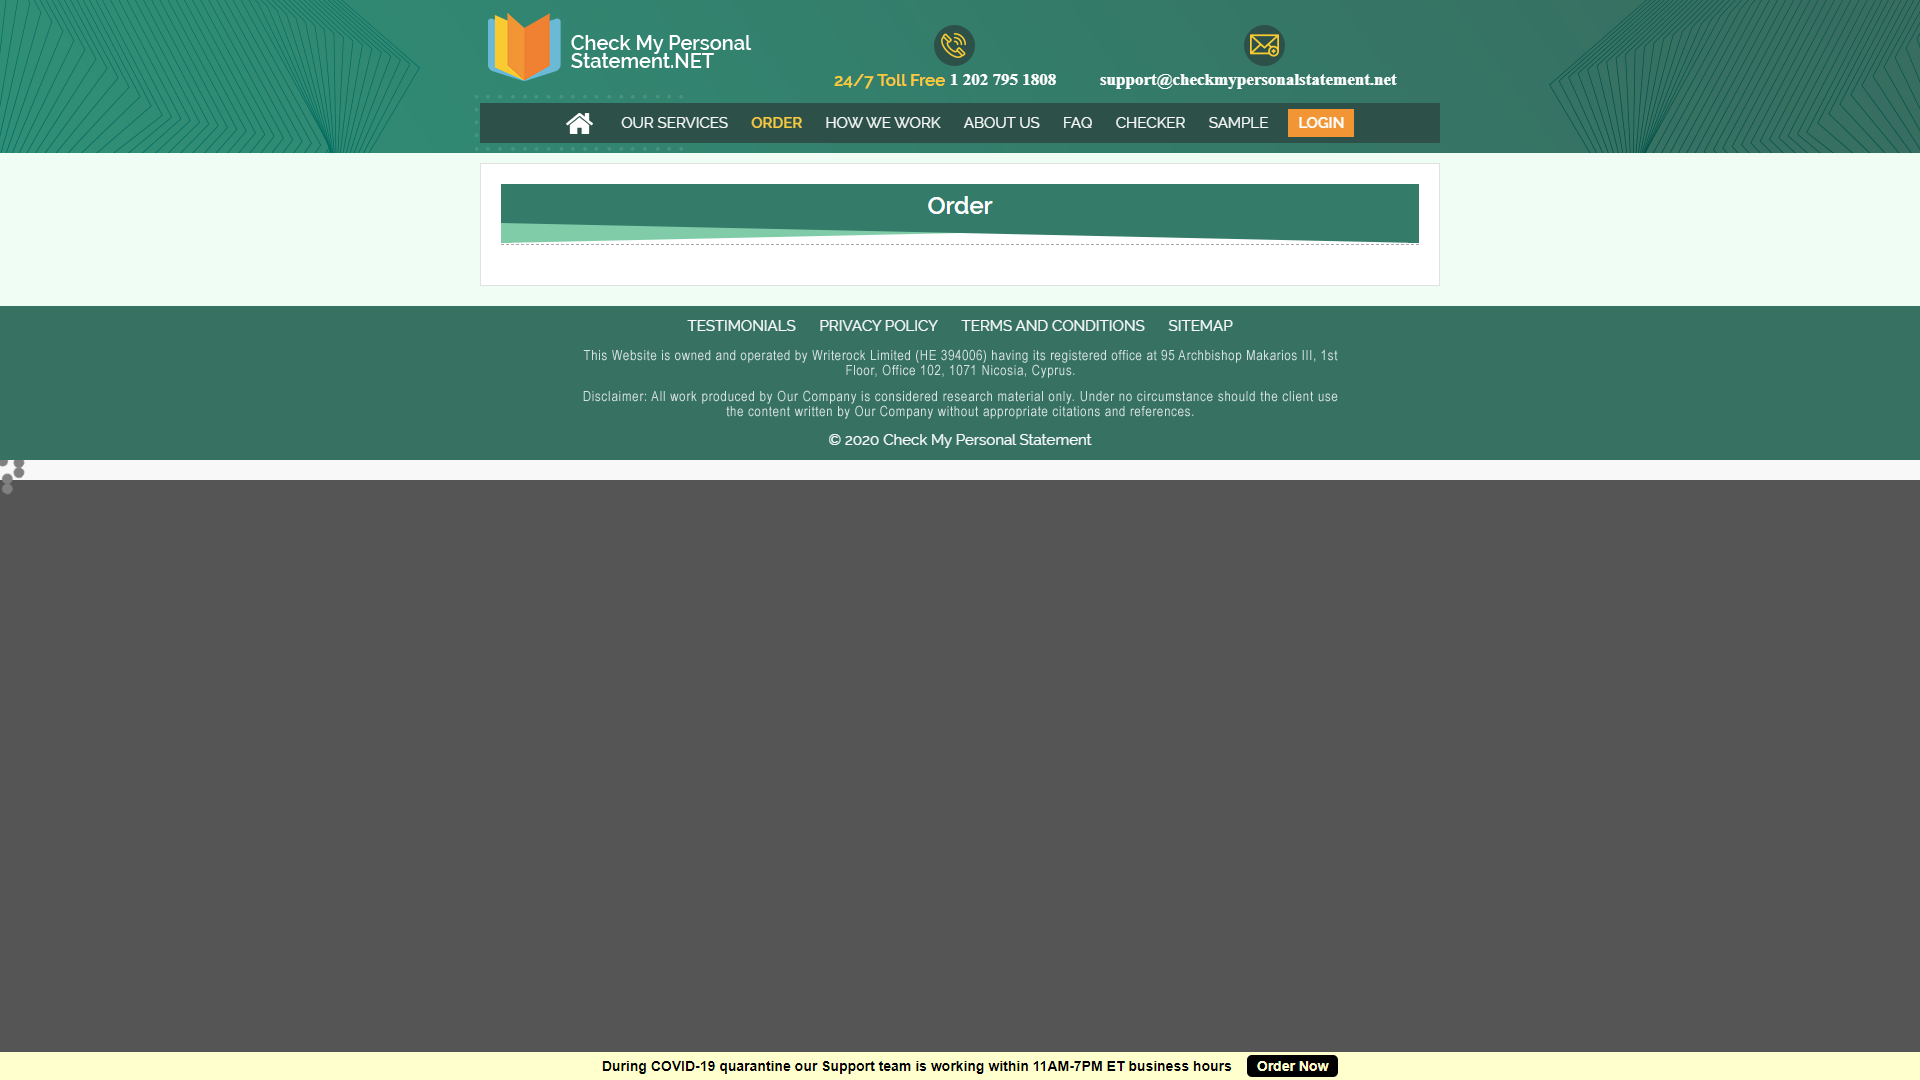 Check My Personal
Statement.NET
24/7 Toll Free 1 202 795 1808
support@checkmypersonalstatement.net
OUR SERVICES ORDER HOW WE WORK ABOUT US FAQ CHECKER SAMPLE LOGIN
Order
TESTIMONIALS PRIVACY POLICY TERMS AND CONDITIONS SITEMAP
This Website is owned and operated by Writerock Limited (HE 394006) having its registered office at 95 Archbishop Makarios III, 1st
Floor, Office 102, 1071 Nicosia, Cyprus.
Disclaimer: All work produced by Our Company is considered research material only. Under no circumstance should the client use
the content written by Our Company without appropriate citations and references.
© 2020 Check My Personal Statement
During COVID-19 quarantine our Support team is working within 11AM-7PM ET business hours Order Now